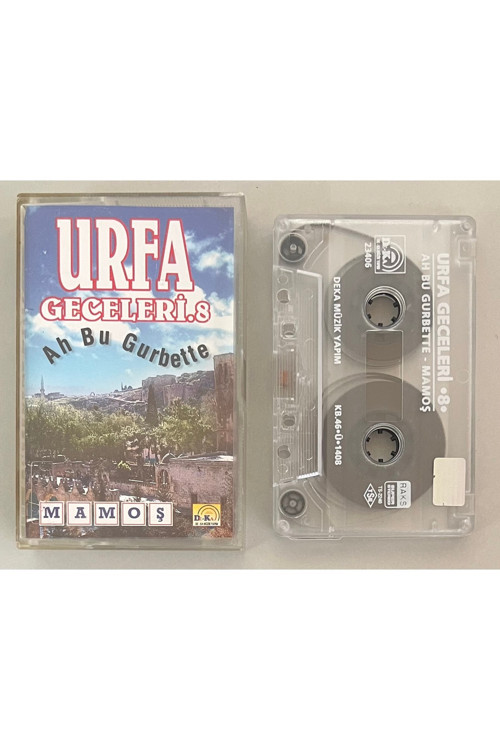 URFA
GECELERİ.8
Ah Bu Gurbette
MAMOŞ
URFA GECELERİ •8•
AH BU GURBETTE - MAMOŞ
23406
DEKA MÜZİK YAPIM
KB.46•Ü•1408
RAKS